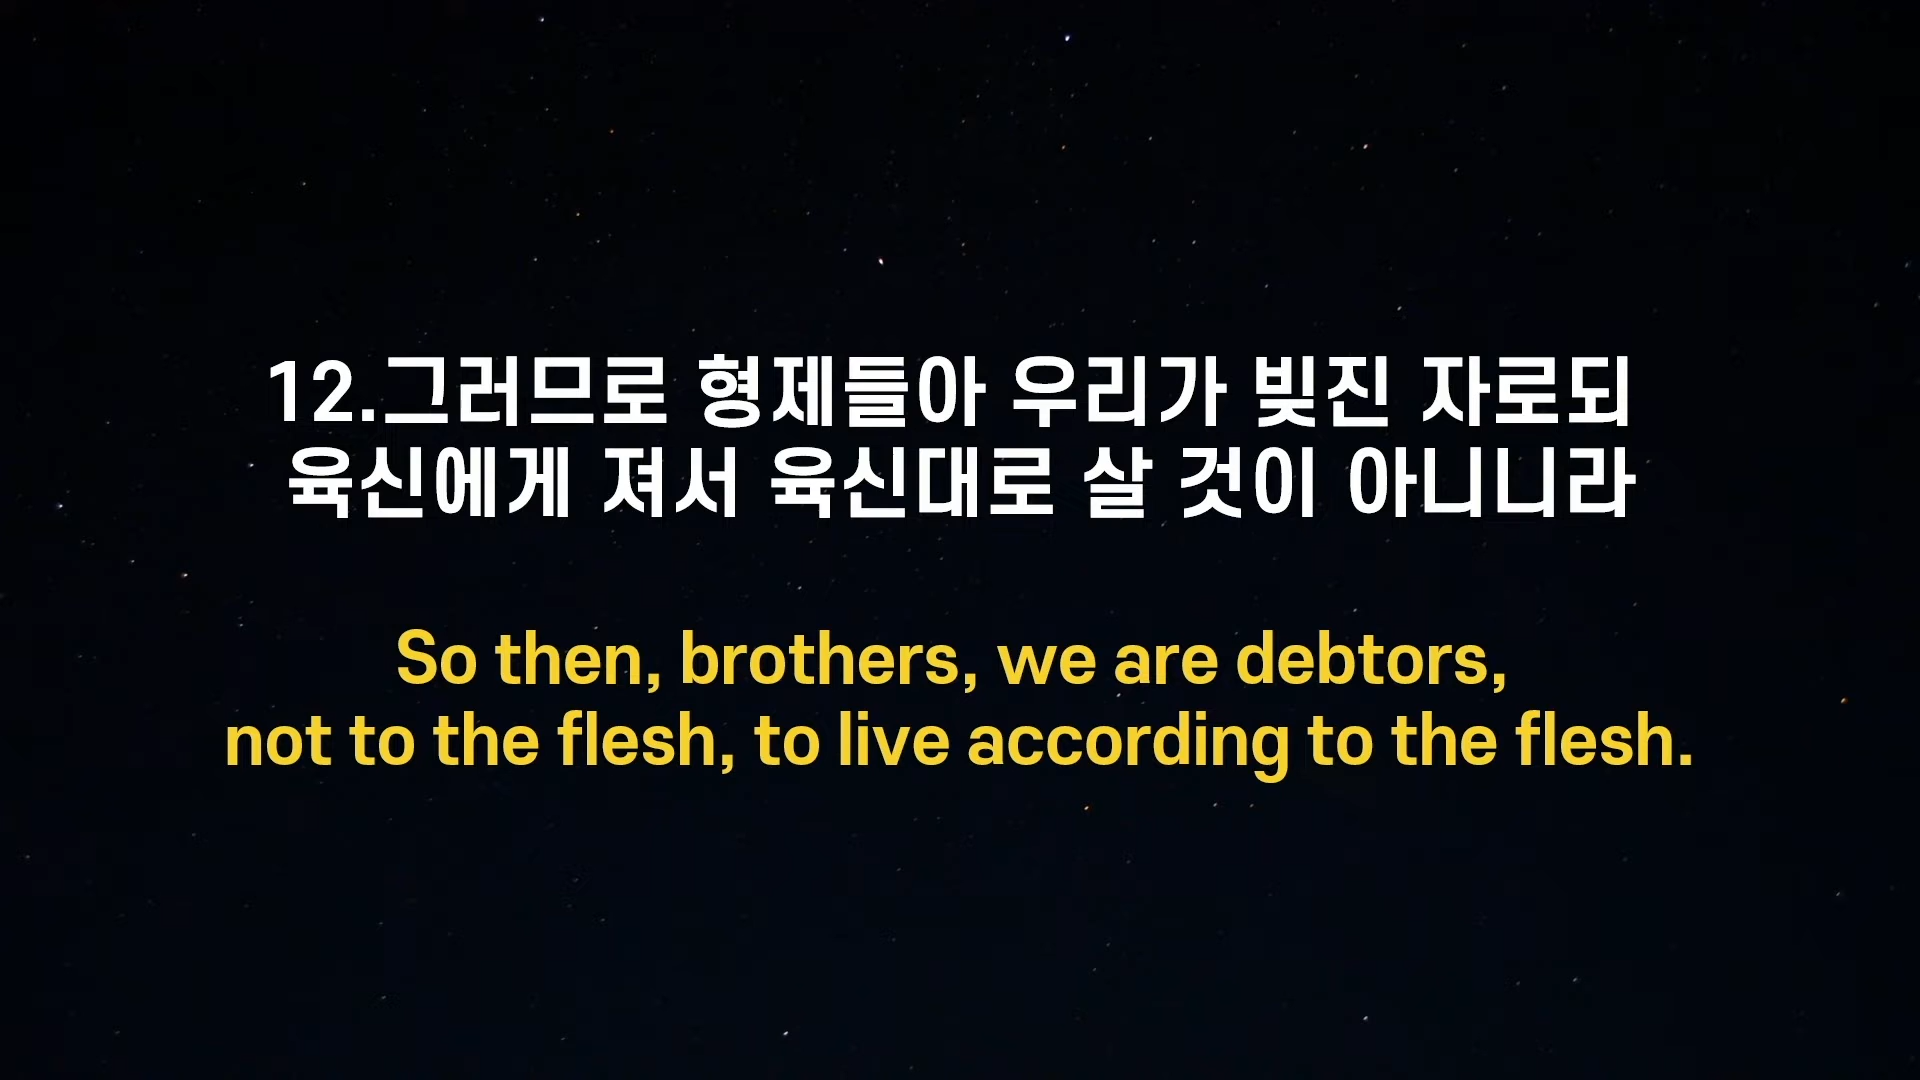 12.그러므로 형제들아 우리가 빚진 자로되
육신에게 져서 육신대로 살 것이 아니니라
So then, brothers, we are debtors,
not to the flesh, to live according to the flesh.